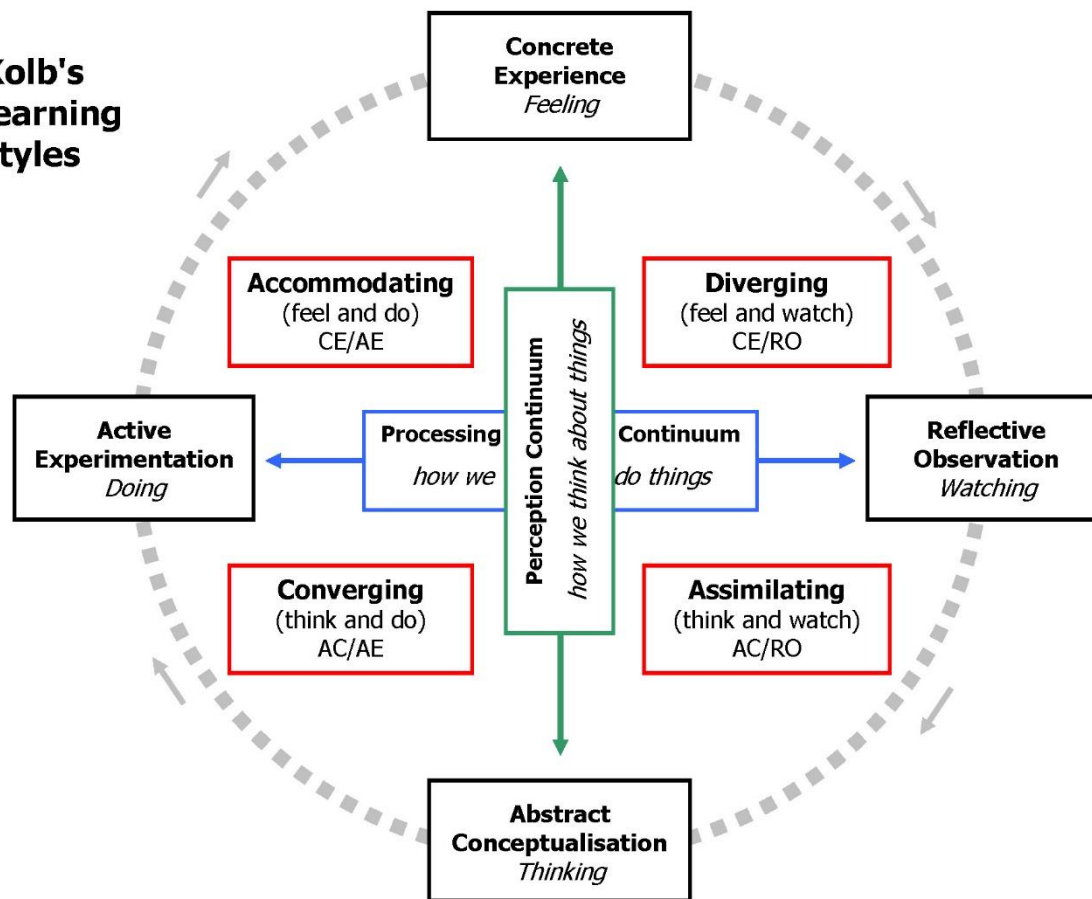 Kolb's
earning
tyles
Concrete
Experience
Feeling
Accommodating
(feel and do)
CE/AE
Diverging
(feel and watch)
CE/RO
Active
Experimentation
Doing
Processing Continuum
how we do things
Perception Continuum
how we think about things
Reflective
Observation
Watching
Converging
(think and do)
AC/AE
Assimilating
(think and watch)
AC/RO
Abstract
Conceptualisation
Thinking